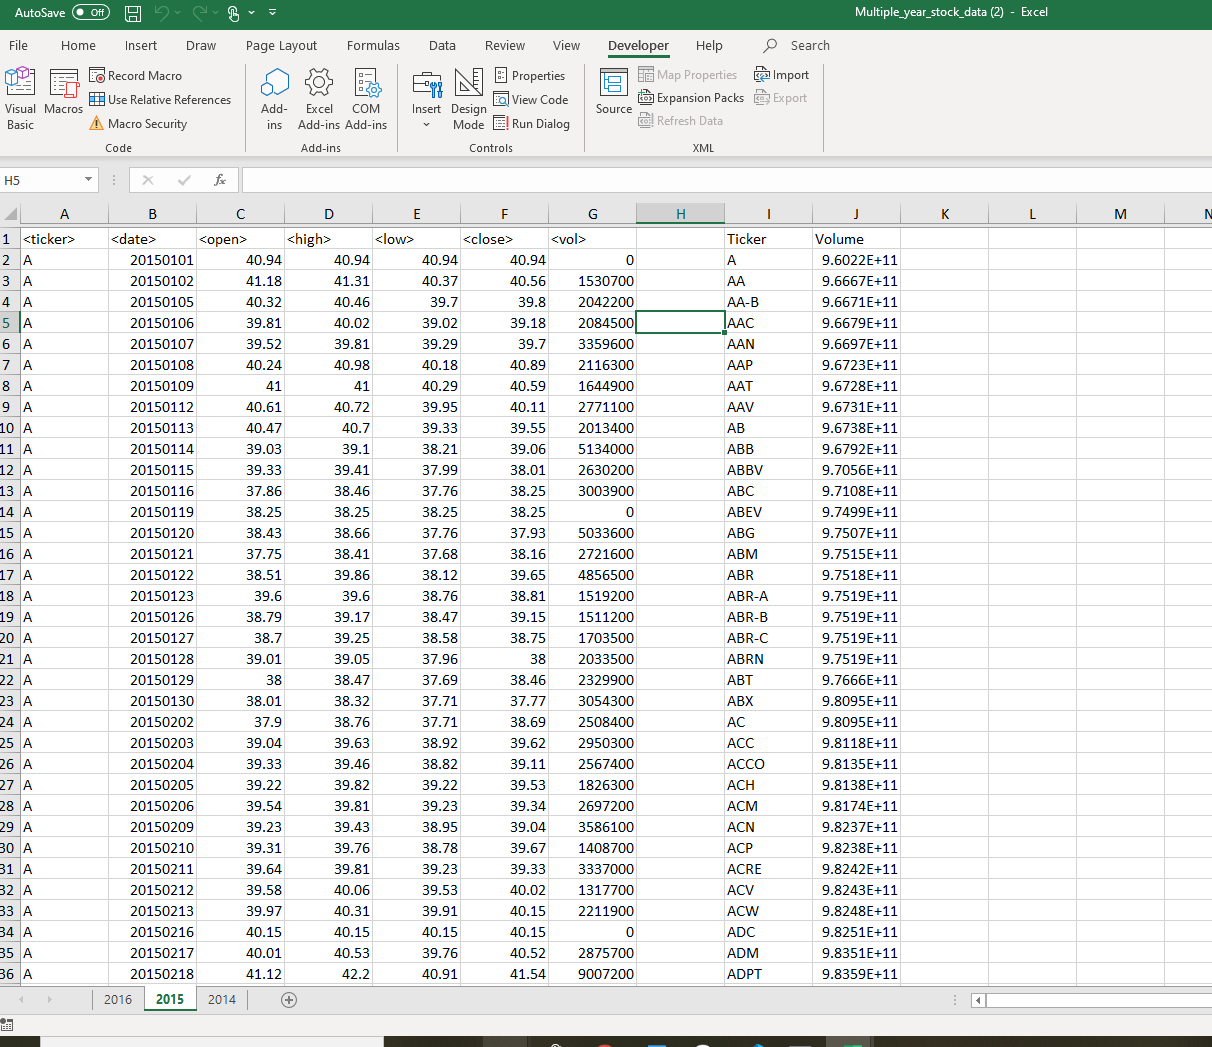 AutoSave Off Multiple_year_stock_data (2) - Excel
File Home Insert Draw Page Layout Formulas Data Review View Developer Help Search
Visual Basic Macros Record Macro Use Relative References Macro Security Code
Add-ins Excel Add-ins COM Add-ins Add-ins
Insert Design Mode Properties View Code Run Dialog Controls
Source Map Properties Expansion Packs Refresh Data Import Export XML
H5 fx
A B C D E F G H I J K L M N
1 <ticker> <date> <open> <high> <low> <close> <vol> Ticker Volume
2 A 20150101 40.94 40.94 40.94 40.94 0 A 9.6022E+11
3 A 20150102 41.18 41.31 40.37 40.56 1530700 AA 9.6667E+11
4 A 20150105 40.32 40.46 39.7 39.8 2042200 AA-B 9.6671E+11
5 A 20150106 39.81 40.02 39.02 39.18 2084500 AAC 9.6679E+11
6 A 20150107 39.52 39.81 39.29 39.7 3359600 AAN 9.6697E+11
7 A 20150108 40.24 40.98 40.18 40.89 2116300 AAP 9.6723E+11
8 A 20150109 41 41 40.29 40.59 1644900 AAT 9.6728E+11
9 A 20150112 40.61 40.72 39.95 40.11 2771100 AAV 9.6731E+11
10 A 20150113 40.47 40.7 39.33 39.55 2013400 AB 9.6738E+11
11 A 20150114 39.03 39.1 38.21 39.06 5134000 ABB 9.6792E+11
12 A 20150115 39.33 39.41 37.99 38.01 2630200 ABBV 9.7056E+11
13 A 20150116 37.86 38.46 37.76 38.25 3003900 ABC 9.7108E+11
14 A 20150119 38.25 38.25 38.25 38.25 0 ABEV 9.7499E+11
15 A 20150120 38.43 38.66 37.76 37.93 5033600 ABG 9.7507E+11
16 A 20150121 37.75 38.41 37.68 38.16 2721600 ABM 9.7515E+11
17 A 20150122 38.51 39.86 38.12 39.65 4856500 ABR 9.7518E+11
18 A 20150123 39.6 39.6 38.76 38.81 1519200 ABR-A 9.7519E+11
19 A 20150126 38.79 39.17 38.47 39.15 1511200 ABR-B 9.7519E+11
20 A 20150127 38.7 39.25 38.58 38.75 1703500 ABR-C 9.7519E+11
21 A 20150128 39.01 39.05 37.96 38 2033500 ABRN 9.7519E+11
22 A 20150129 38 38.47 37.69 38.46 2329900 ABT 9.7666E+11
23 A 20150130 38.01 38.32 37.71 37.77 3054300 ABX 9.8095E+11
24 A 20150202 37.9 38.76 37.71 38.69 2508400 AC 9.8095E+11
25 A 20150203 39.04 39.63 38.92 39.62 2950300 ACC 9.8118E+11
26 A 20150204 39.33 39.46 38.82 39.11 2567400 ACCO 9.8135E+11
27 A 20150205 39.22 39.82 39.22 39.53 1826300 ACH 9.8138E+11
28 A 20150206 39.54 39.81 39.23 39.34 2697200 ACM 9.8174E+11
29 A 20150209 39.23 39.43 38.95 39.04 3586100 ACN 9.8237E+11
30 A 20150210 39.31 39.76 38.78 39.67 1408700 ACP 9.8238E+11
31 A 20150211 39.64 39.81 39.23 39.33 3337000 ACRE 9.8242E+11
32 A 20150212 39.58 40.06 39.53 40.02 1317700 ACV 9.8243E+11
33 A 20150213 39.97 40.31 39.91 40.15 2211900 ACW 9.8248E+11
34 A 20150216 40.15 40.15 40.15 40.15 0 ADC 9.8251E+11
35 A 20150217 40.01 40.53 39.76 40.52 2875700 ADM 9.8351E+11
36 A 20150218 41.12 42.2 40.91 41.54 9007200 ADPT 9.8359E+11
2016 2015 2014